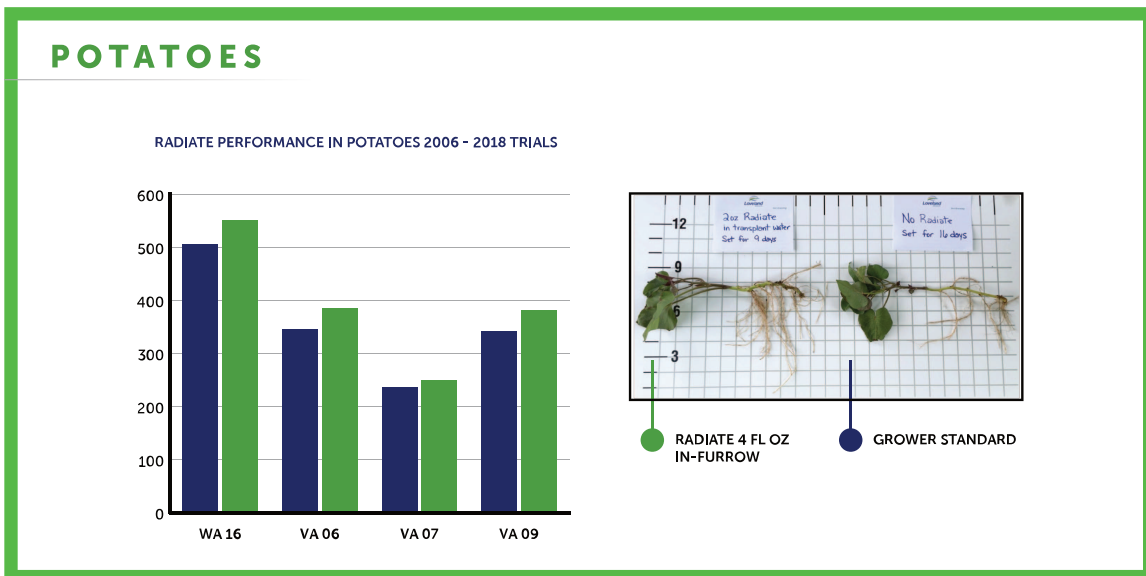 POTATOES
RADIATE PERFORMANCE IN POTATOES 2006 - 2018 TRIALS
600
500
400
300
200
100
0
WA 16
VA 06
VA 07
VA 09
Loveland
2oz Radiate
in transplant water
Set for 9 days
Loveland
No Radiate
Set for 16 days
12
9
6
3
RADIATE 4 FL OZ
IN-FURROW
GROWER STANDARD